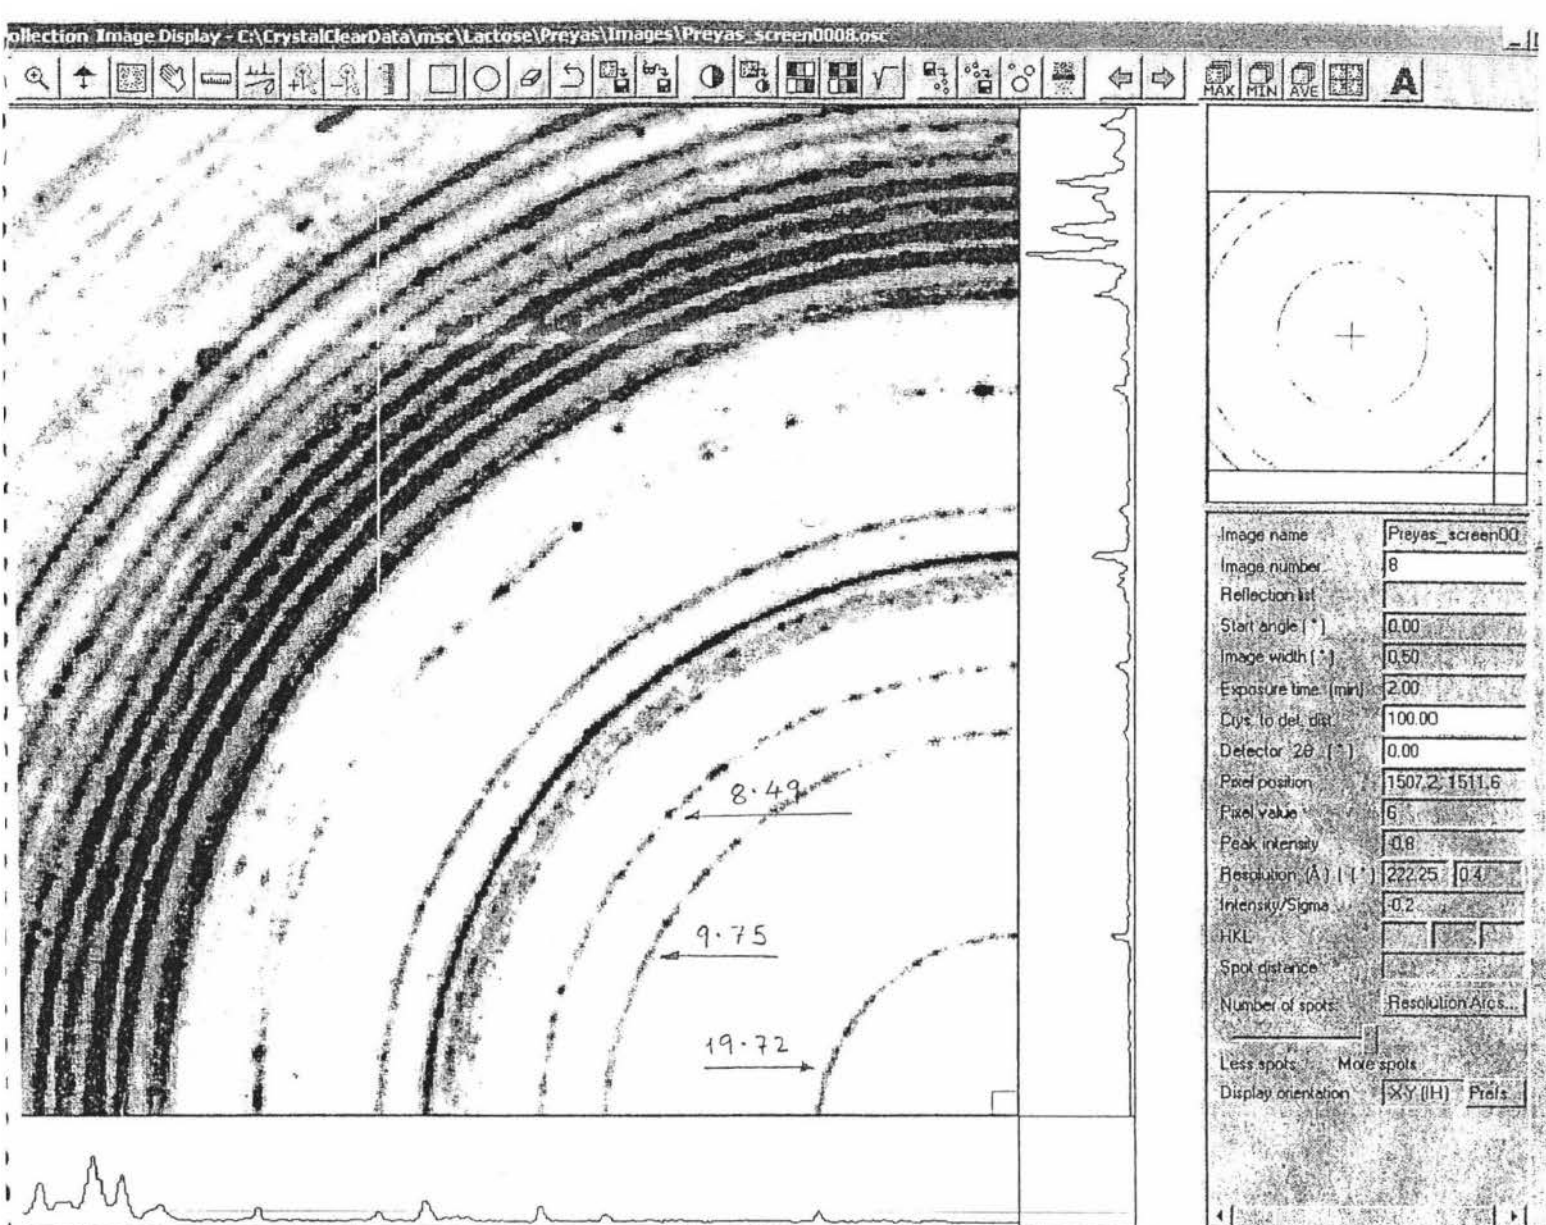 ollection Image Display - C:\CrystalClearData\msc\Lactose\Preyas\Images\Preyas_screen0008.osc
MAX MIN AVE A
8.49
9.75
19.72
Image name Preyas_screen00
Image number 8
Reflection list
Start angle (°) 0.00
Image width (°) 0.50
Exposure time (min) 2.00
Crys. to det. dist. 100.00
Detector 2θ (°) 0.00
Pixel position 1507.2, 1511.6
Pixel value 6
Peak intensity -0.8
Resolution (Å) (°) 222.25 0.4
Intensity/Sigma -0.2
HKL
Spot distance
Number of spots: Resolution Arcs...
Less spots More spots
Display orientation -X-Y (IH) Prefs...